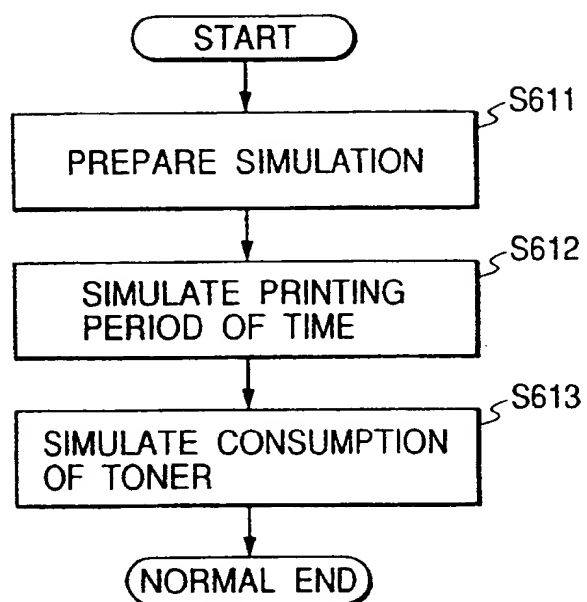 START
S611
PREPARE SIMULATION
S612
SIMULATE PRINTING
PERIOD OF TIME
S613
SIMULATE CONSUMPTION
OF TONER
NORMAL END